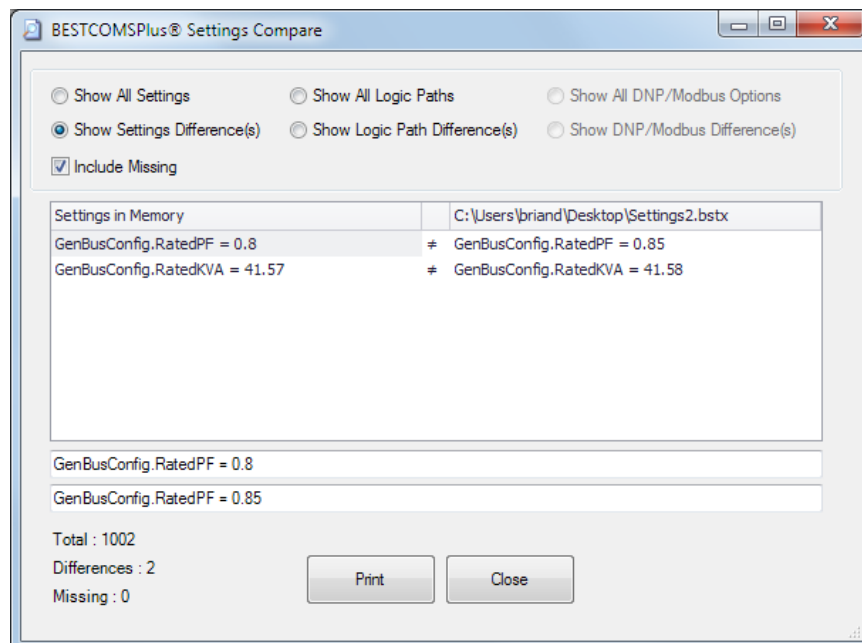 BESTCOMSPlus® Settings Compare
Show All Settings Show All Logic Paths Show All DNP/Modbus Options
Show Settings Difference(s) Show Logic Path Difference(s) Show DNP/Modbus Difference(s)
Include Missing
Settings in Memory C:\Users\briand\Desktop\Settings2.bstx
GenBusConfig.RatedPF = 0.8 ≠ GenBusConfig.RatedPF = 0.85
GenBusConfig.RatedKVA = 41.57 ≠ GenBusConfig.RatedKVA = 41.58
GenBusConfig.RatedPF = 0.8
GenBusConfig.RatedPF = 0.85
Total : 1002
Differences : 2
Missing : 0
Print Close